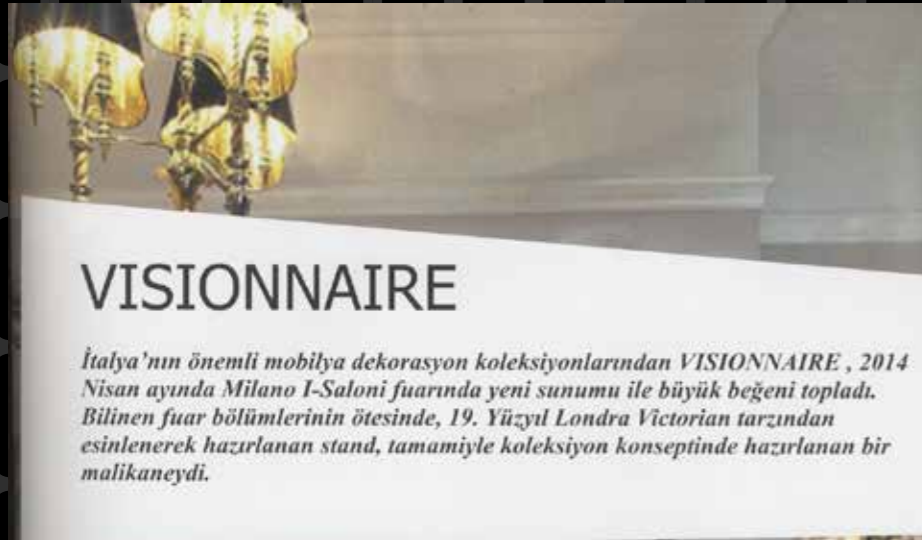 VISIONNAIRE
İtalya’nın önemli mobilya dekorasyon koleksiyonlarından VISIONNAIRE , 2014
Nisan ayında Milano I-Saloni fuarında yeni sunumu ile büyük beğeni topladı.
Bilinen fuar bölümlerinin ötesinde, 19. Yüzyıl Londra Victorian tarzından
esinlenerek hazırlanan stand, tamamiyle koleksiyon konseptinde hazırlanan bir
malikaneydi.